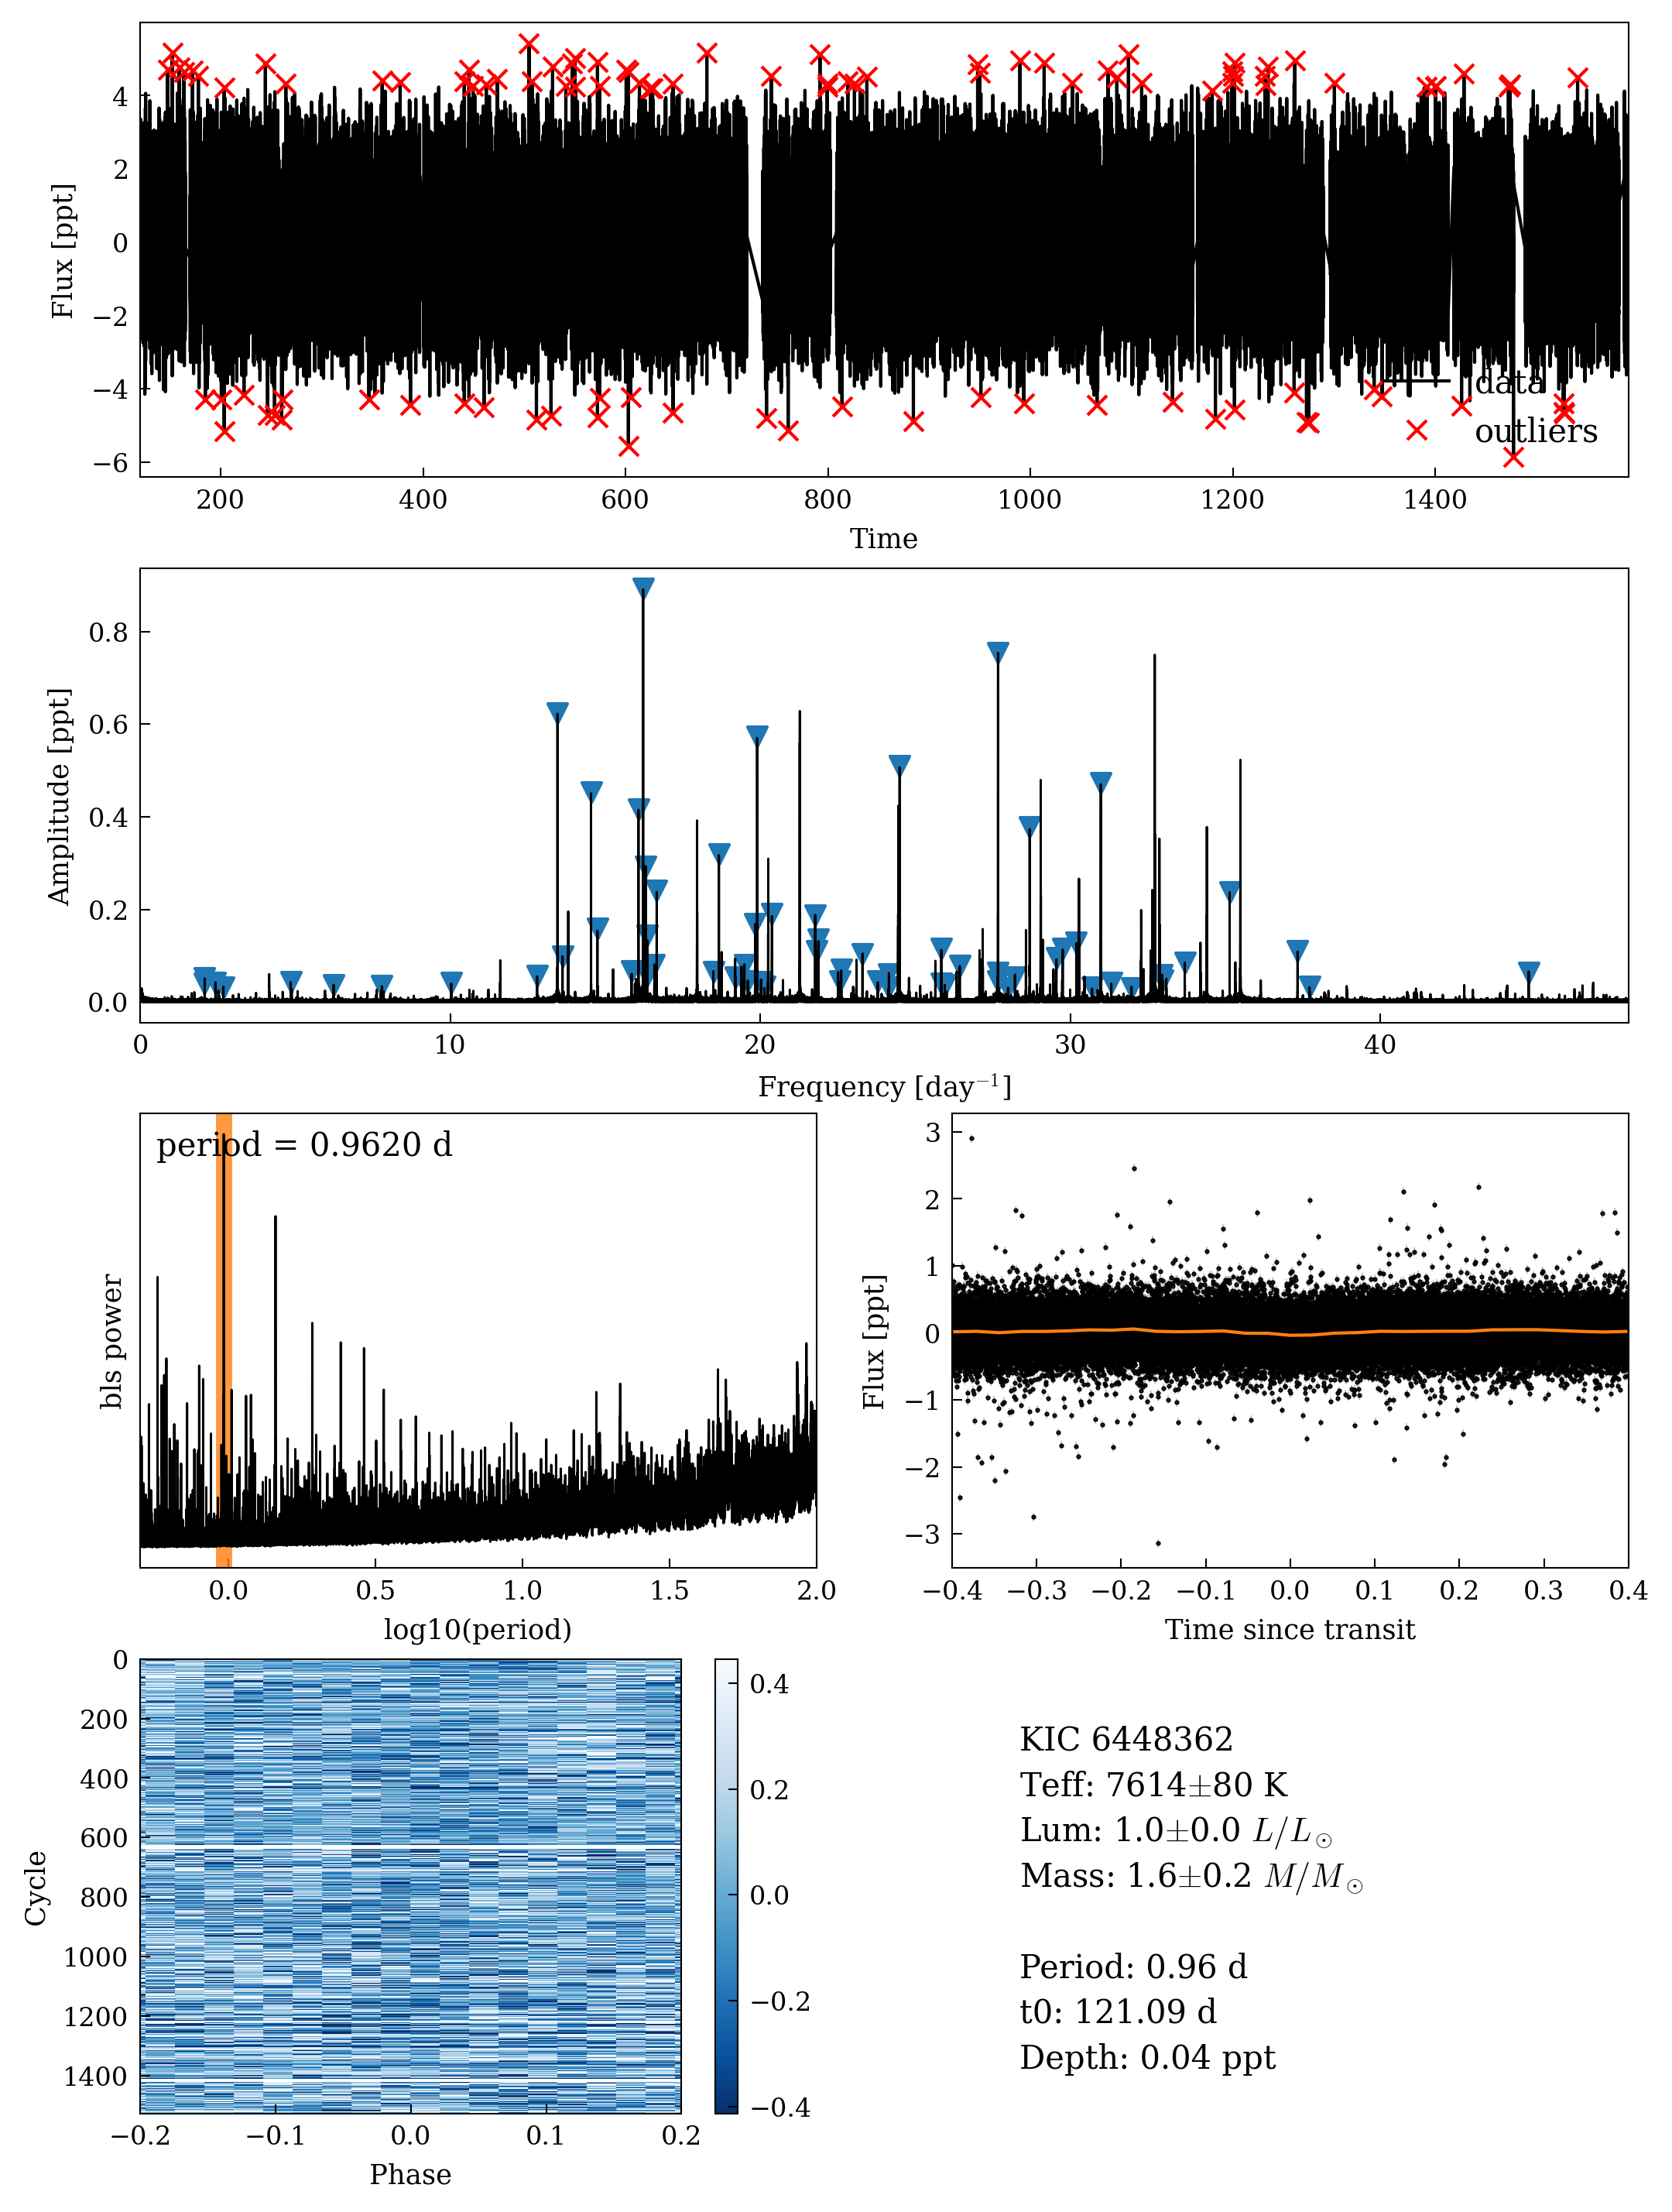 4
2
0
−2
−4
−6
Flux [ppt]
data
outliers
200 400 600 800 1000 1200 1400
Time
0.8
0.6
0.4
0.2
0.0
Amplitude [ppt]
0 10 20 30 40
Frequency [day⁻¹]
period = 0.9620 d
bls power
0.0 0.5 1.0 1.5 2.0
log10(period)
3
2
1
0
−1
−2
−3
Flux [ppt]
−0.4 −0.3 −0.2 −0.1 0.0 0.1 0.2 0.3 0.4
Time since transit
0
200
400
600
800
1000
1200
1400
Cycle
−0.2 −0.1 0.0 0.1 0.2
Phase
0.4
0.2
0.0
−0.2
−0.4
KIC 6448362
Teff: 7614±80 K
Lum: 1.0±0.0 L/L⊙
Mass: 1.6±0.2 M/M⊙
Period: 0.96 d
t0: 121.09 d
Depth: 0.04 ppt